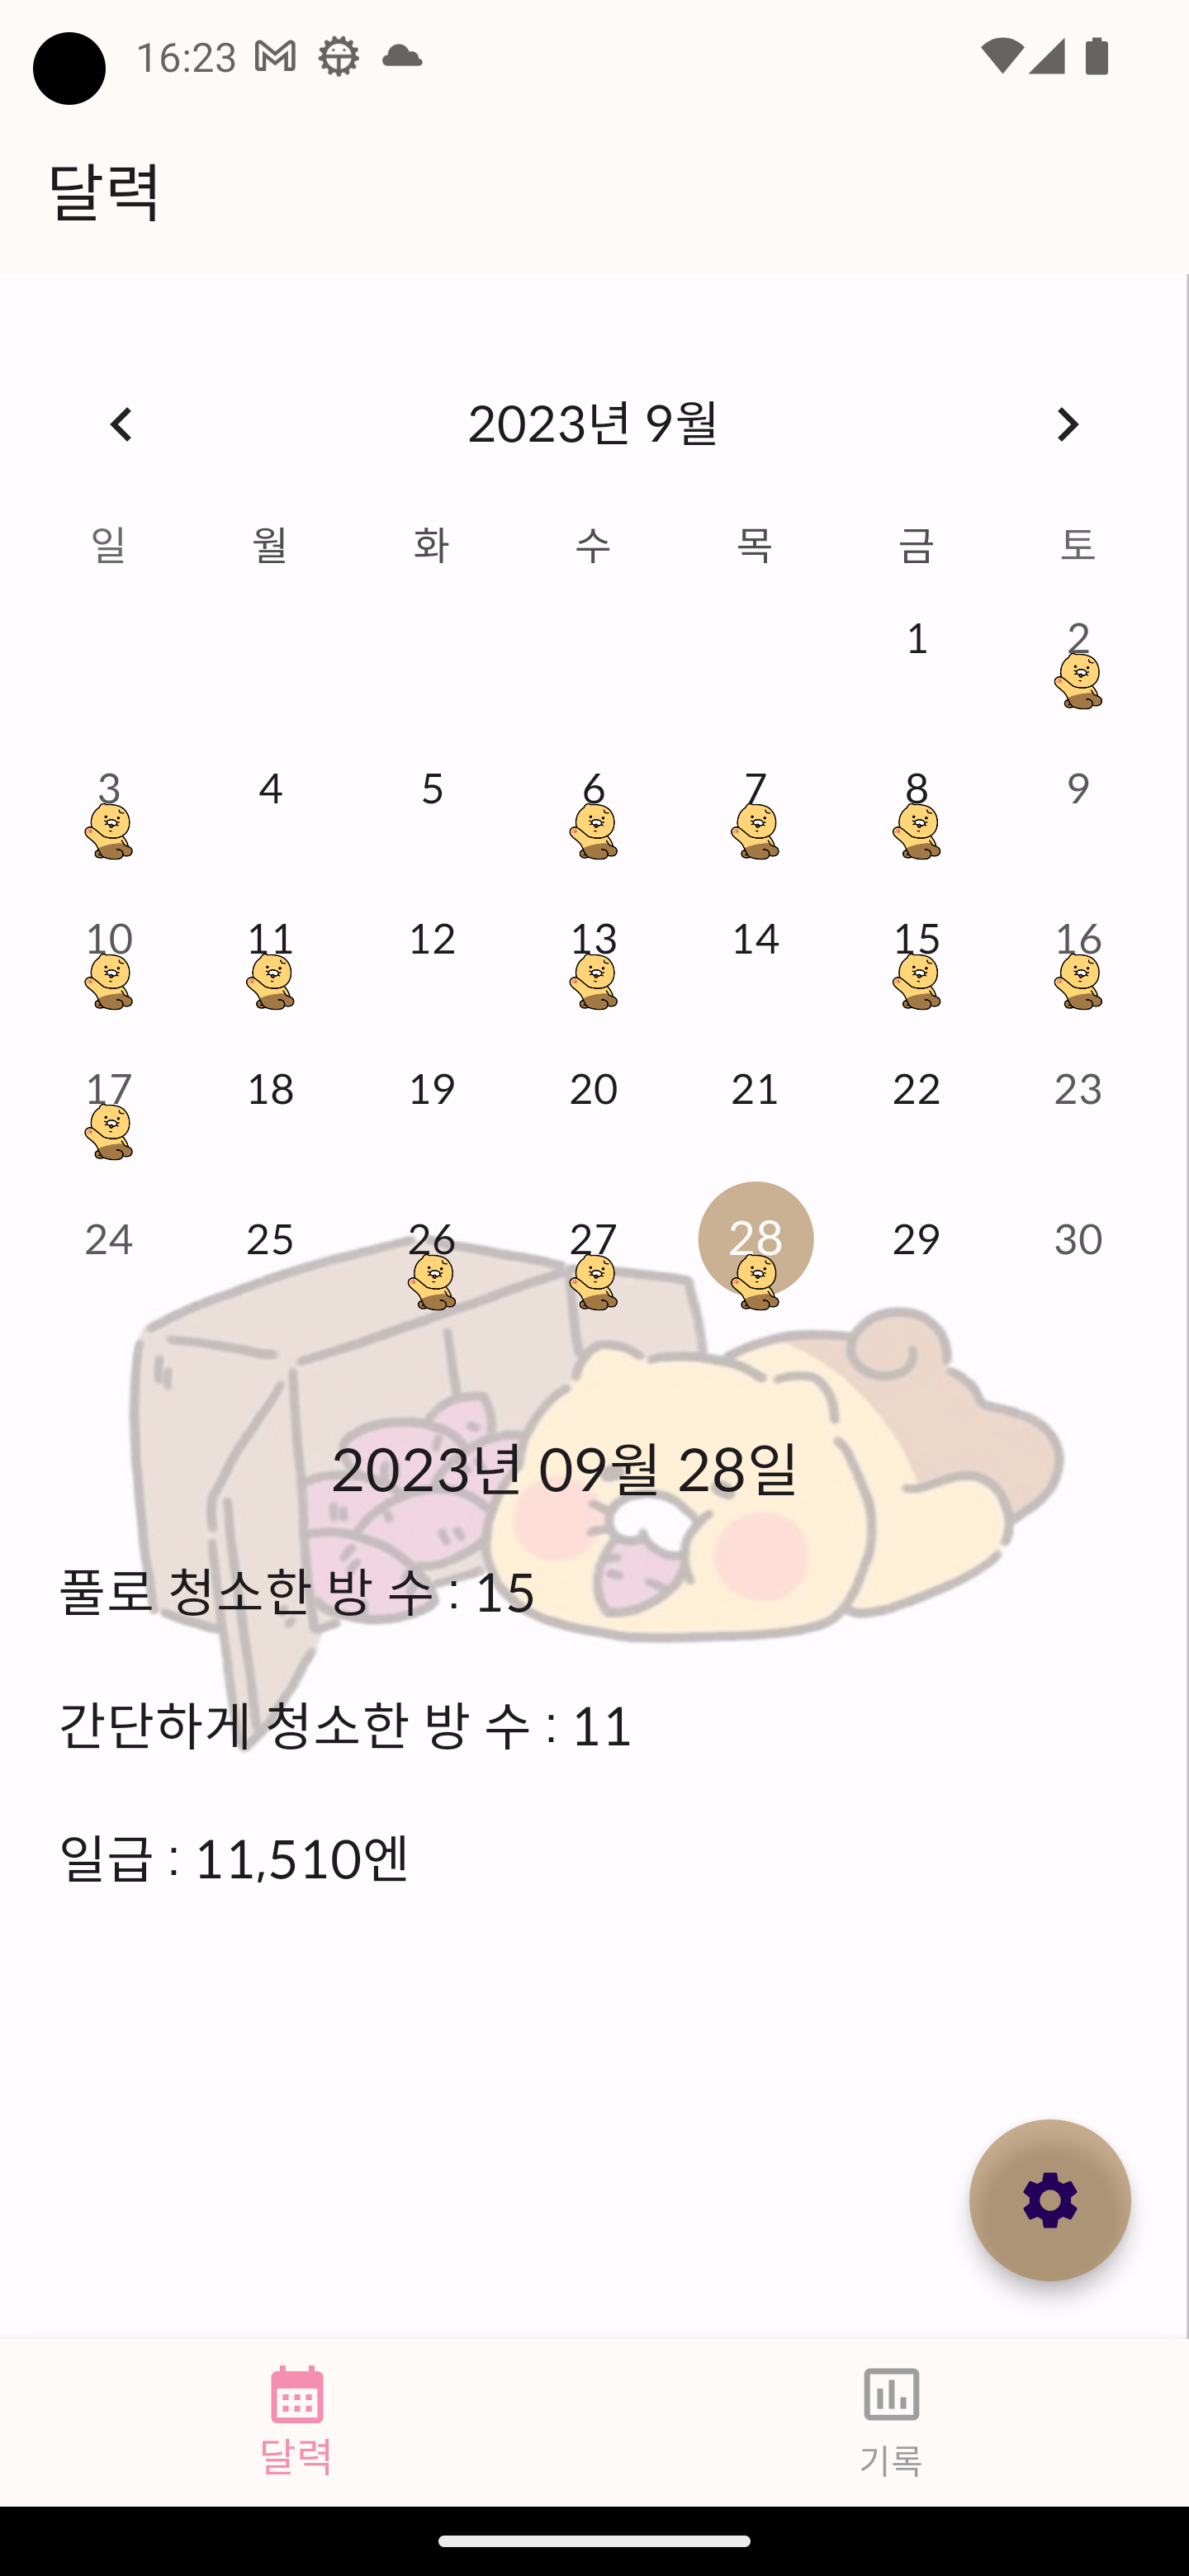 16:23
달력
2023년 9월
일 월 화 수 목 금 토
1 2
3 4 5 6 7 8 9
10 11 12 13 14 15 16
17 18 19 20 21 22 23
24 25 26 27 28 29 30
2023년 09월 28일
풀로 청소한 방 수 : 15
간단하게 청소한 방 수 : 11
일급 : 11,510엔
달력 기록